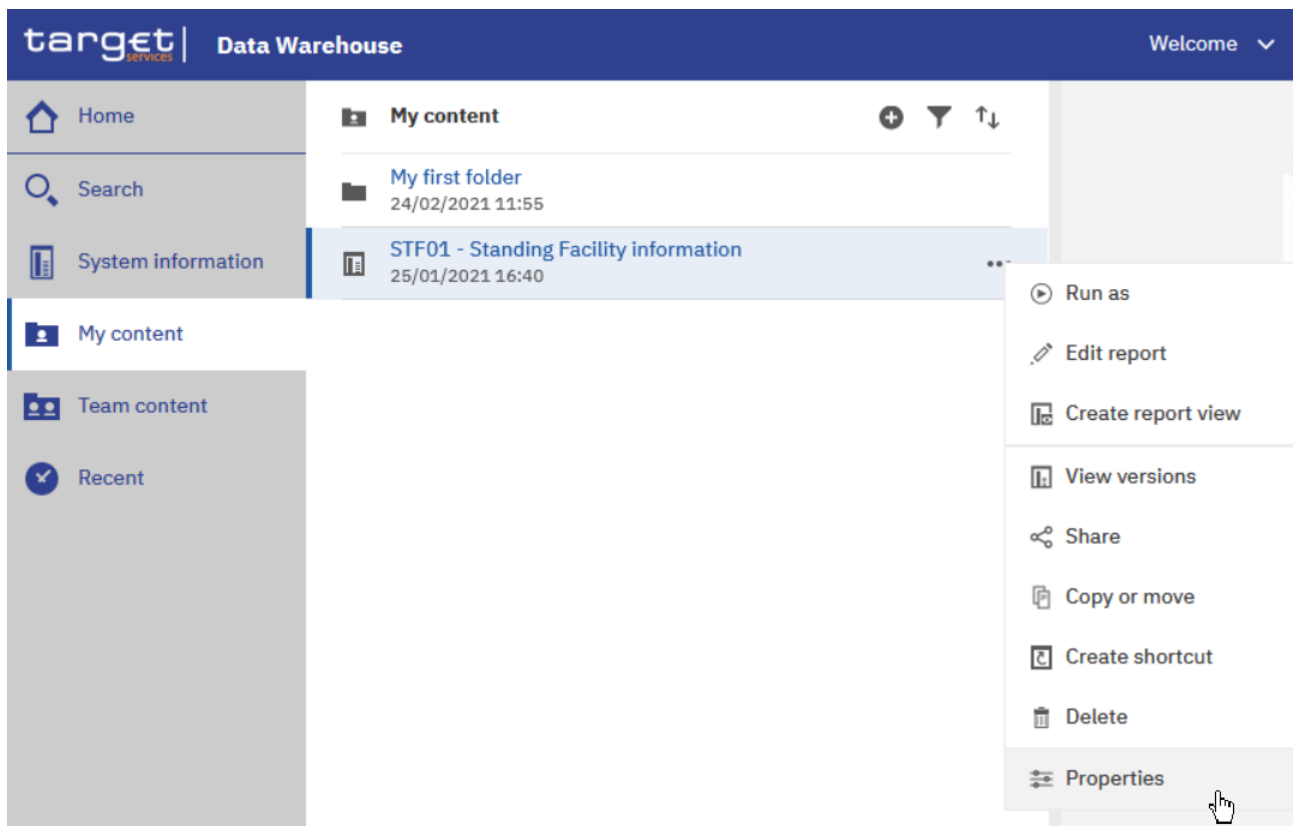 target services Data Warehouse Welcome
Home
Search
System information
My content
Team content
Recent
My content
My first folder
24/02/2021 11:55
STF01 - Standing Facility information
25/01/2021 16:40
Run as
Edit report
Create report view
View versions
Share
Copy or move
Create shortcut
Delete
Properties